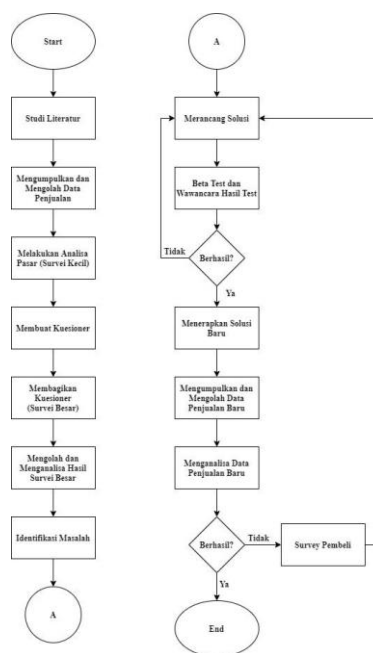 Start
Studi Literatur
Mengumpulkan dan
Mengolah Data
Penjualan
Melakukan Analisa
Pasar (Survei Kecil)
Membuat Kuesioner
Membagikan
Kuesioner
(Survei Besar)
Mengolah dan
Menganalisa Hasil
Survei Besar
Identifikasi Masalah
A
A
Merancang Solusi
Beta Test dan
Wawancara Hasil Test
Tidak
Berhasil?
Ya
Menerapkan Solusi
Baru
Mengumpulkan dan
Mengolah Data
Penjualan Baru
Menganalisa Data
Penjualan Baru
Berhasil?
Tidak
Survey Pembeli
Ya
End